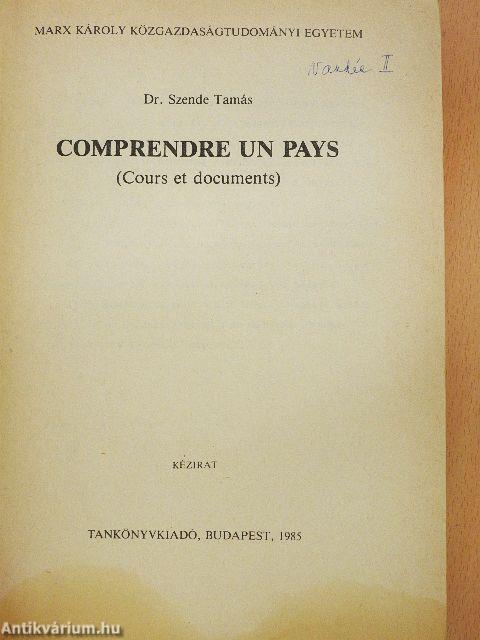 MARX KÁROLY KÖZGAZDASÁGTUDOMÁNYI EGYETEM
II
Dr. Szende Tamás
COMPRENDRE UN PAYS
(Cours et documents)
KÉZIRAT
TANKÖNYVKIADÓ, BUDAPEST, 1985
Antikvárium.hu